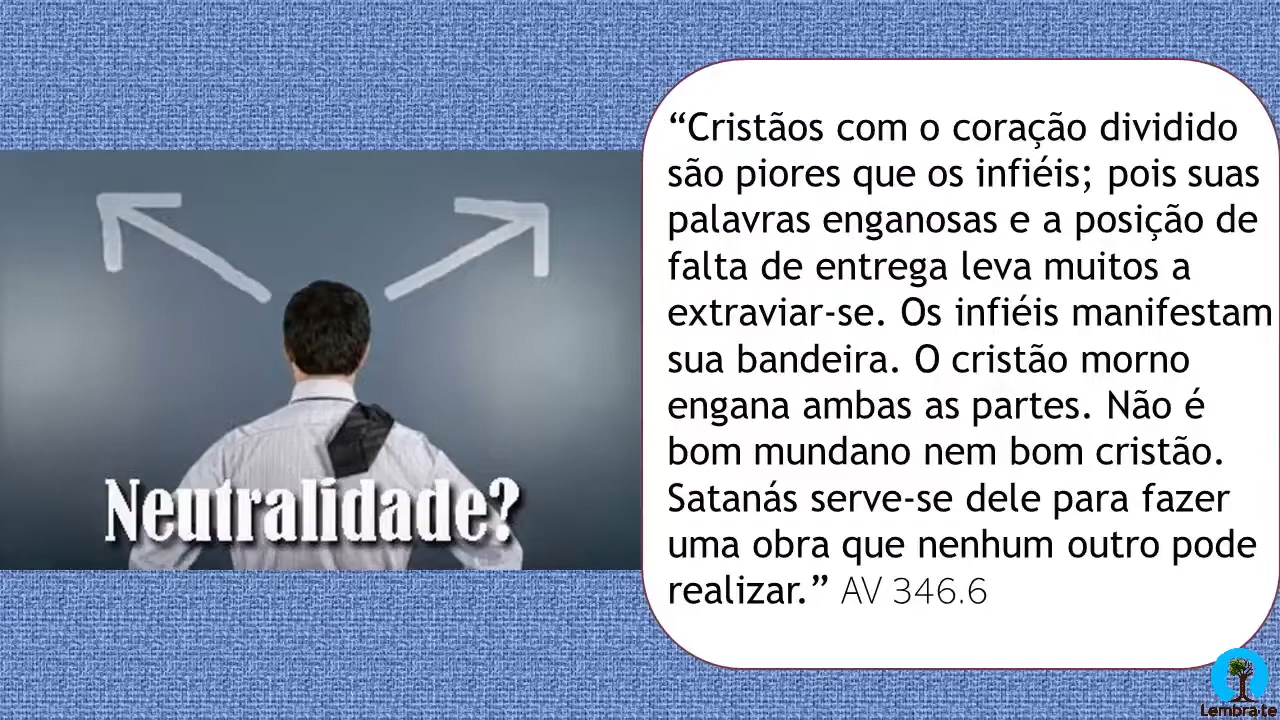 Neutralidade?
“Cristãos com o coração dividido
são piores que os infiéis; pois suas
palavras enganosas e a posição de
falta de entrega leva muitos a
extraviar-se. Os infiéis manifestam
sua bandeira. O cristão morno
engana ambas as partes. Não é
bom mundano nem bom cristão.
Satanás serve-se dele para fazer
uma obra que nenhum outro pode
realizar.” AV 346.6
Lembra-te